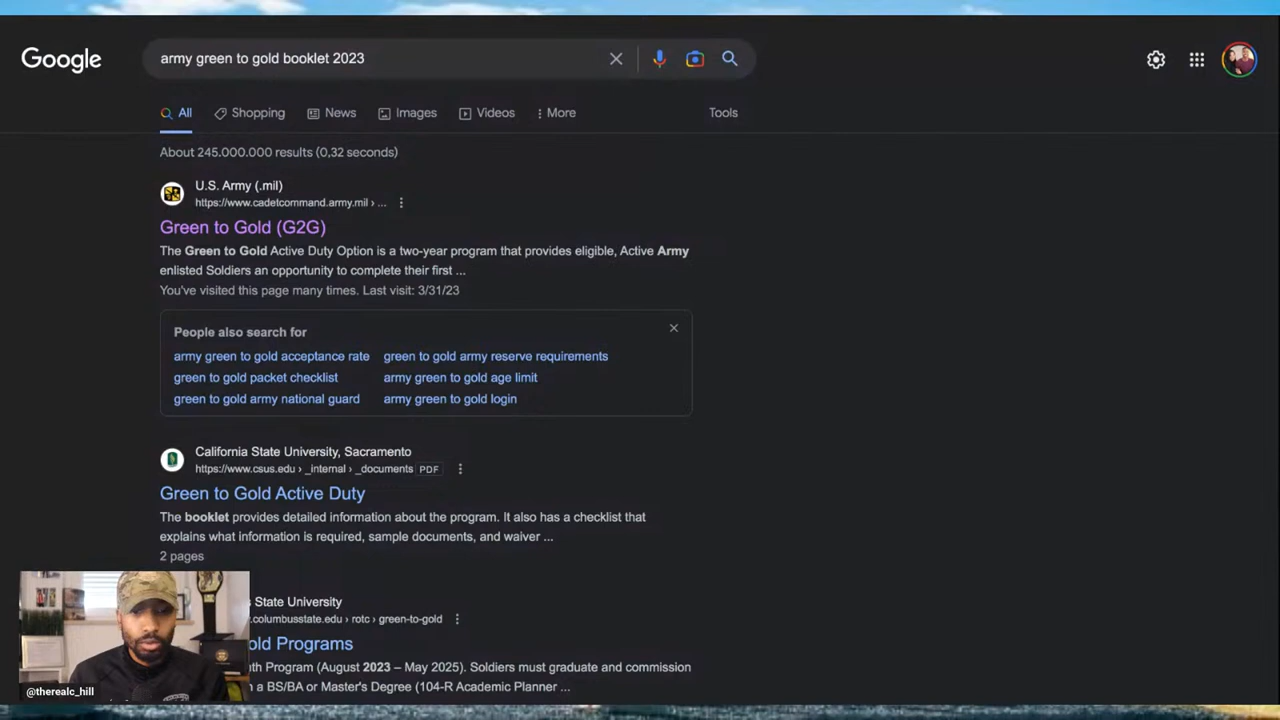 Google
army green to gold booklet 2023
All
Shopping
News
Images
Videos
More
Tools
About 245.000.000 results (0,32 seconds)
U.S. Army (.mil)
https://www.cadetcommand.army.mil › ...
Green to Gold (G2G)
The Green to Gold Active Duty Option is a two-year program that provides eligible, Active Army
enlisted Soldiers an opportunity to complete their first ...
You've visited this page many times. Last visit: 3/31/23
People also search for
army green to gold acceptance rate
green to gold army reserve requirements
green to gold packet checklist
army green to gold age limit
green to gold army national guard
army green to gold login
California State University, Sacramento
https://www.csus.edu › _internal › _documents PDF
Green to Gold Active Duty
The booklet provides detailed information about the program. It also has a checklist that
explains what information is required, sample documents, and waiver ...
2 pages
State University
.columbusstate.edu › rotc › green-to-gold
old Programs
Program (August 2023 – May 2025). Soldiers must graduate and commission
a BS/BA or Master's Degree (104-R Academic Planner ...
@therealc_hill